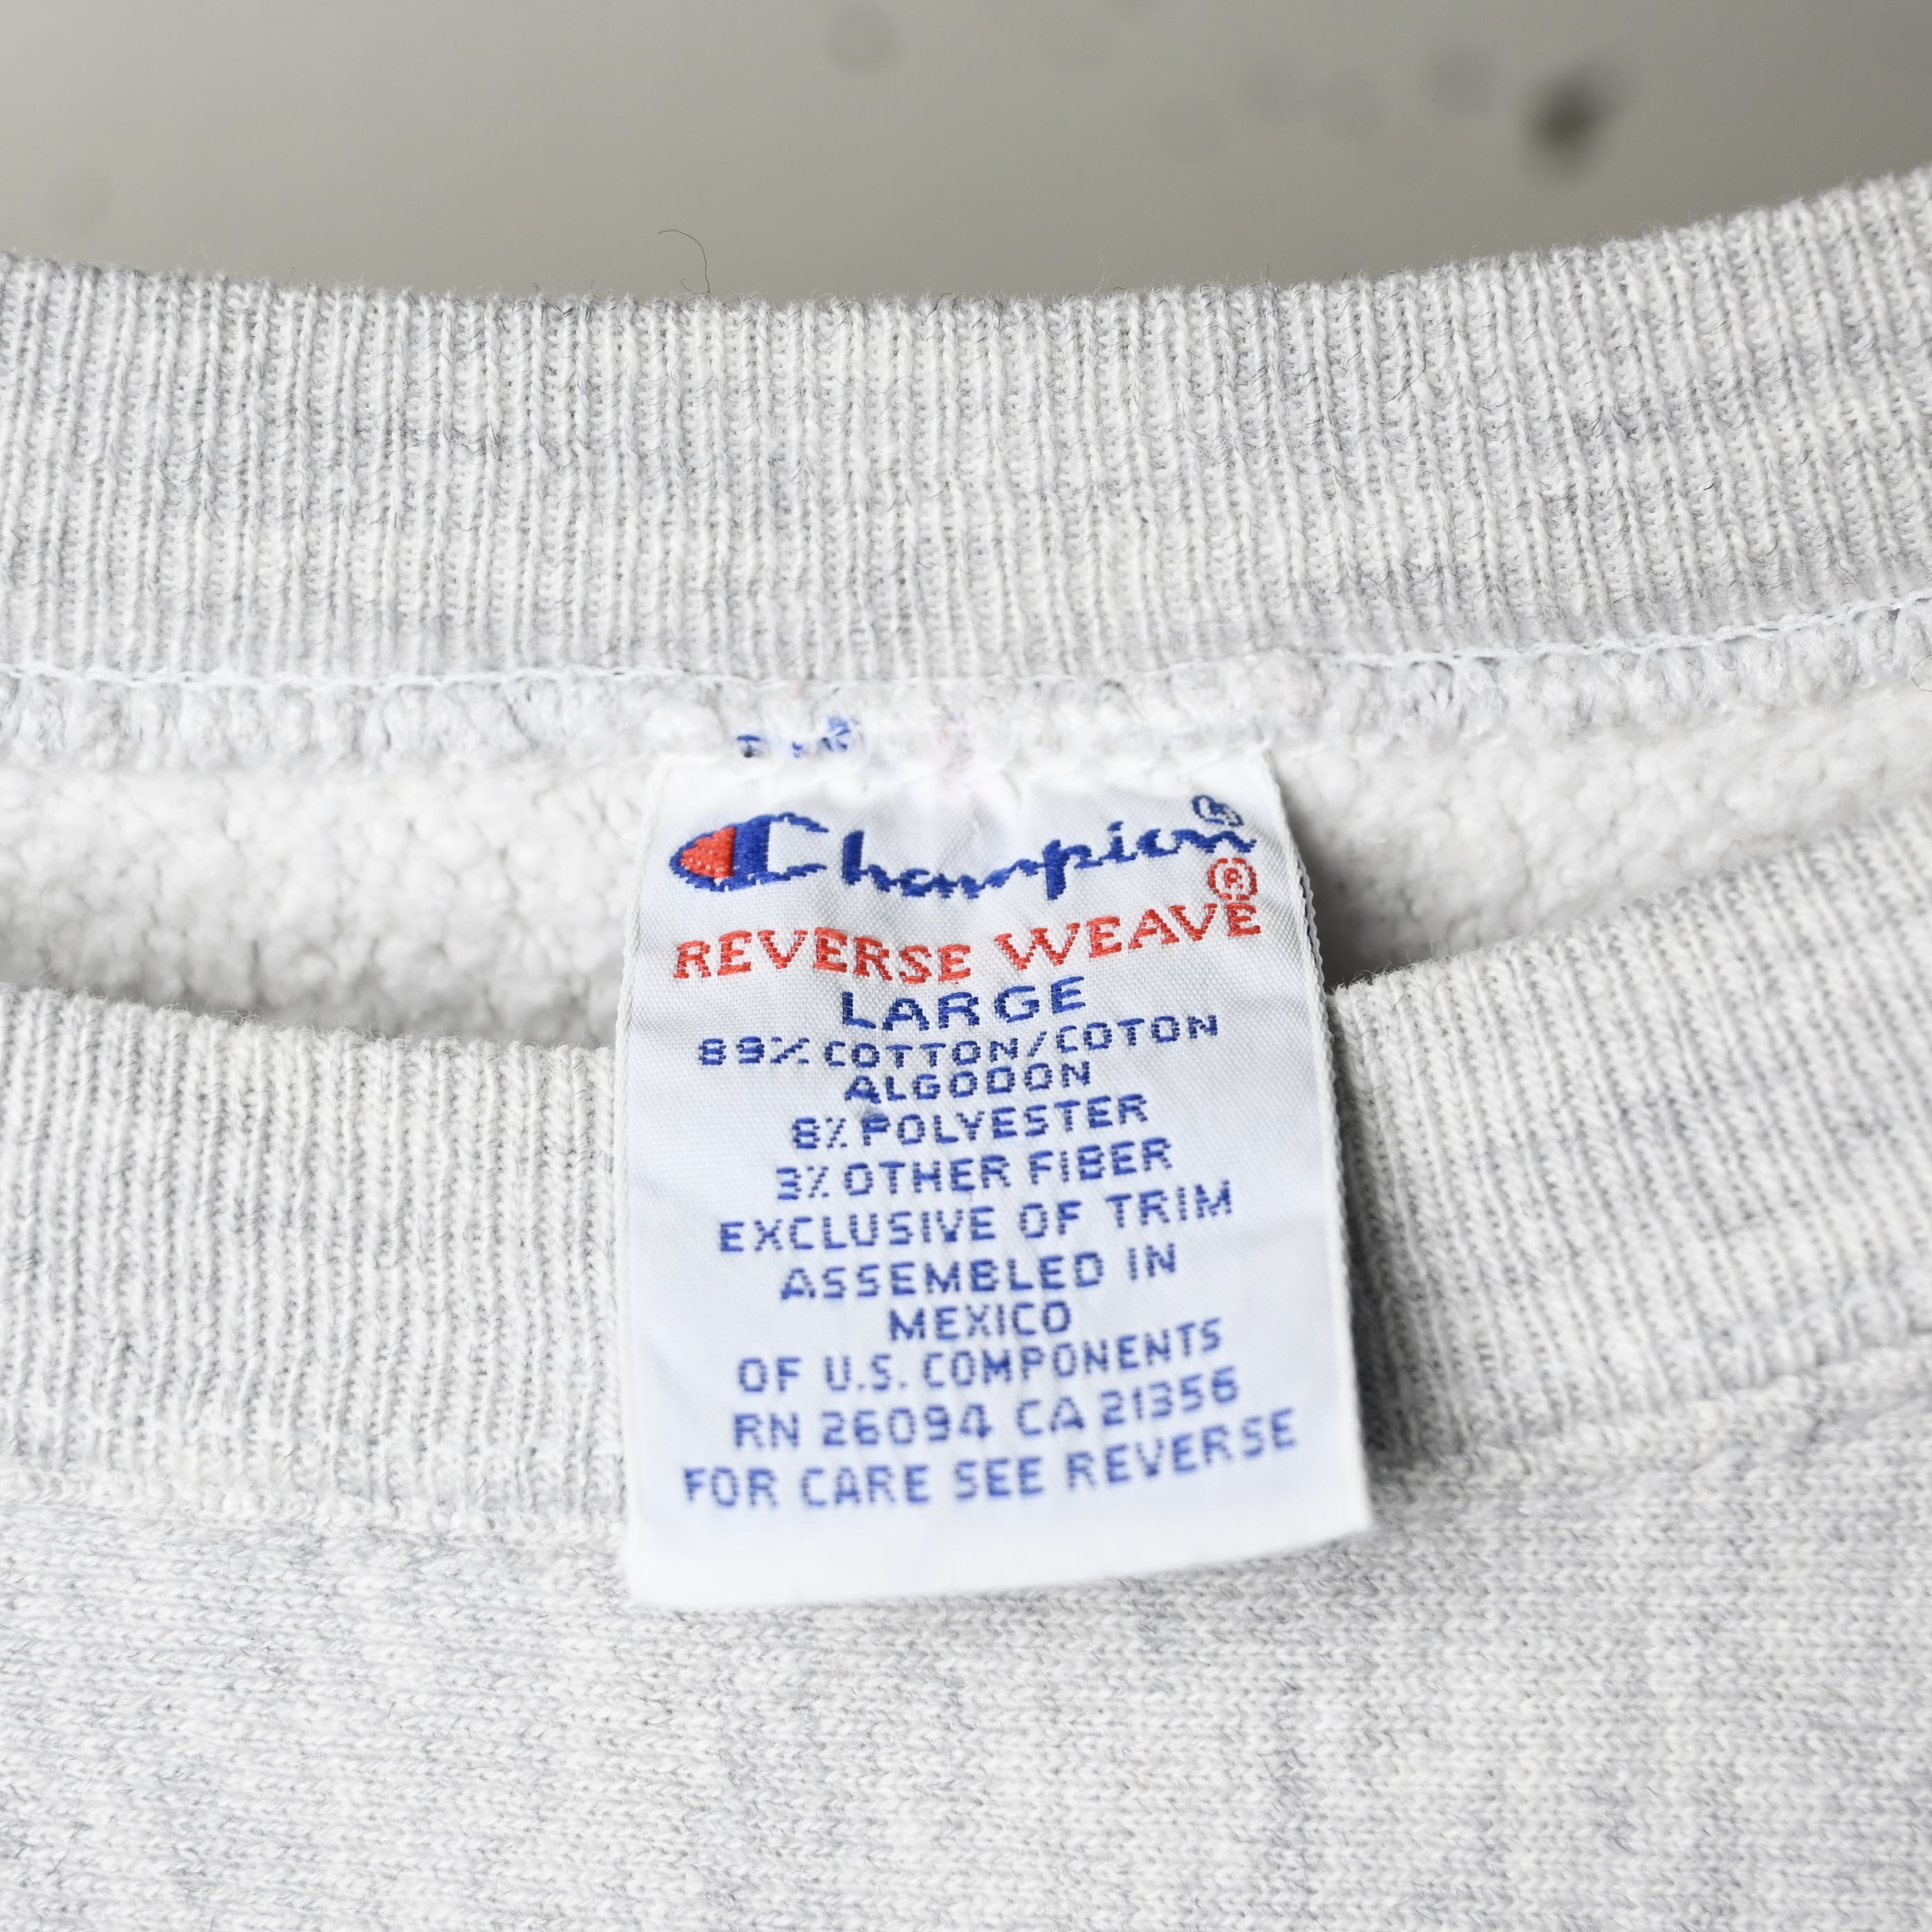 Champion®
REVERSE WEAVE®
LARGE
89% COTTON/COTON
ALGODON
8% POLYESTER
3% OTHER FIBER
EXCLUSIVE OF TRIM
ASSEMBLED IN
MEXICO
OF U.S. COMPONENTS
RN 26094 CA 21356
FOR CARE SEE REVERSE